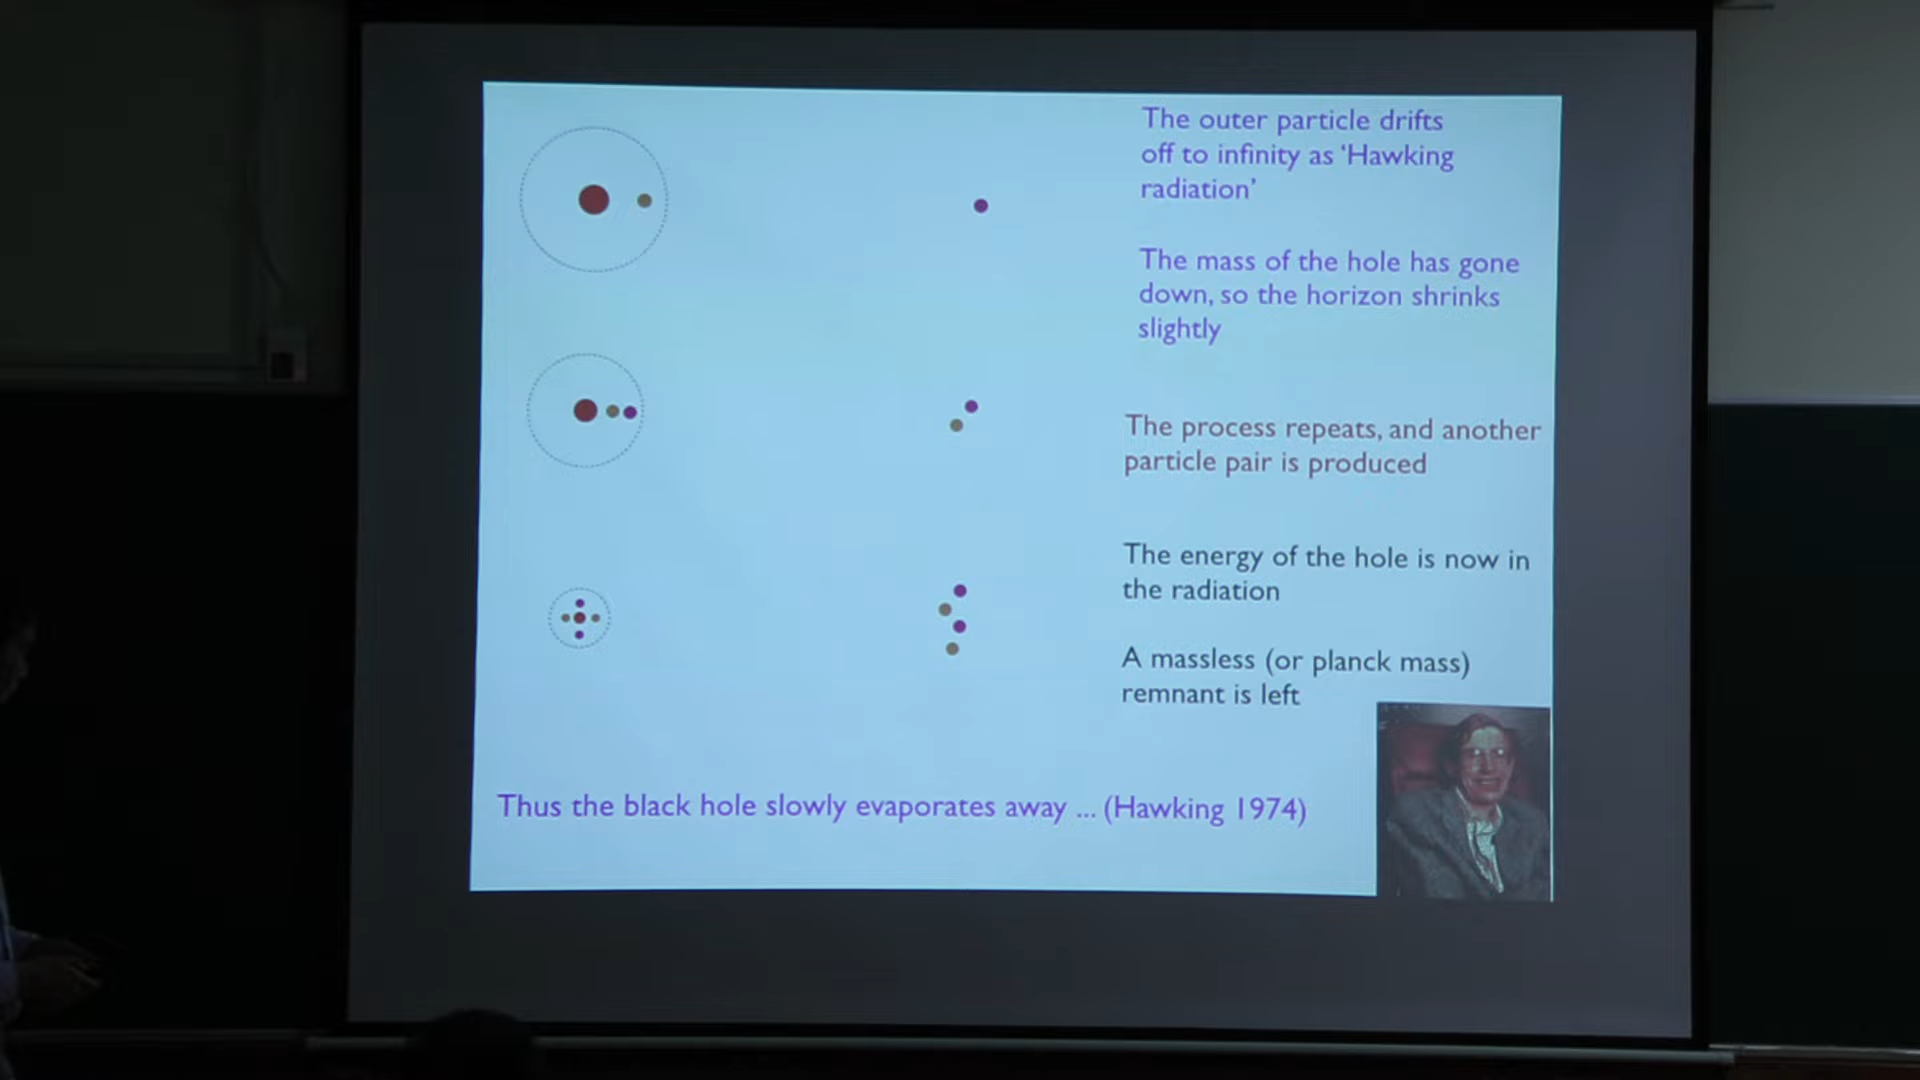 The outer particle drifts
off to infinity as ‘Hawking
radiation’
The mass of the hole has gone
down, so the horizon shrinks
slightly
The process repeats, and another
particle pair is produced
The energy of the hole is now in
the radiation
A massless (or planck mass)
remnant is left
Thus the black hole slowly evaporates away ... (Hawking 1974)